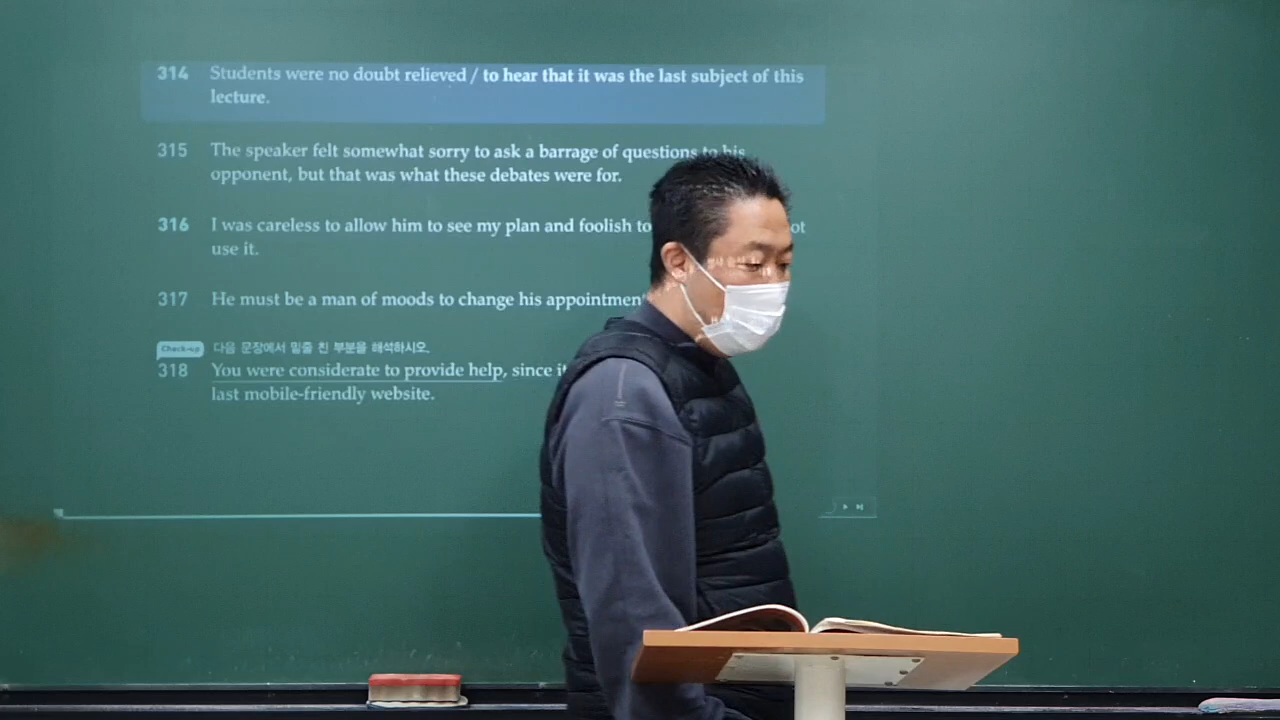 314 Students were no doubt relieved / to hear that it was the last subject of this
lecture.
315 The speaker felt somewhat sorry to ask a barrage of questions to his
opponent, but that was what these debates were for.
316 I was careless to allow him to see my plan and foolish to
use it.
317 He must be a man of moods to change his
Check-up 다음 문장에서 밑줄 친 부분을 해석하시오.
318 You were considerate to provide help, since
last mobile-friendly website.